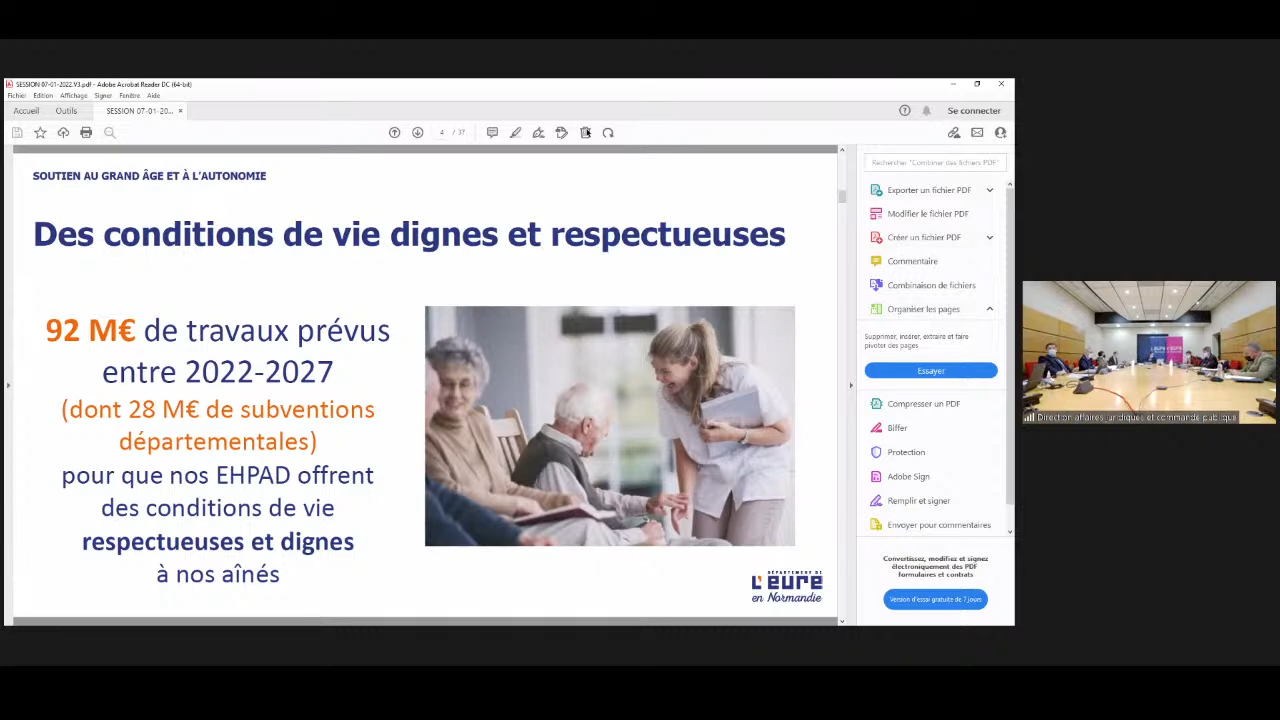 SESSION 07-01-2022.V3.pdf - Adobe Acrobat Reader DC (64-bit)
Fichier Edition Affichage Signer Fenêtre Aide
Accueil Outils SESSION 07-01-20... × Se connecter
4 / 37
SOUTIEN AU GRAND ÂGE ET À L'AUTONOMIE
Des conditions de vie dignes et respectueuses
92 M€ de travaux prévus
entre 2022-2027
(dont 28 M€ de subventions
départementales)
pour que nos EHPAD offrent
des conditions de vie
respectueuses et dignes
à nos aînés
DÉPARTEMENT DE
L'EURE
en Normandie
Rechercher "Combiner des fichiers PDF"
Exporter un fichier PDF
Modifier le fichier PDF
Créer un fichier PDF
Commentaire
Combinaison de fichiers
Organiser les pages
Supprimer, insérer, extraire et faire
pivoter des pages
Essayer
Compresser un PDF
Biffer
Protection
Adobe Sign
Remplir et signer
Envoyer pour commentaires
Convertissez, modifiez et signez
électroniquement des PDF
formulaires et contrats
Version d'essai gratuite de 7 jours
Direction affaires juridiques et commande publique